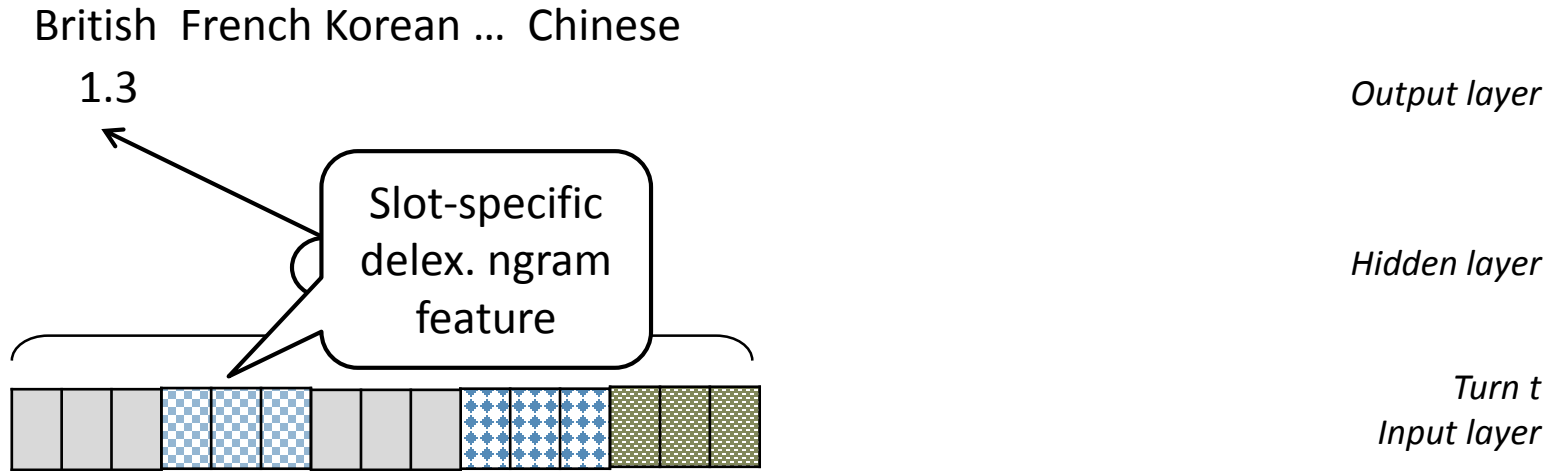 British French Korean … Chinese
1.3
Output layer
Slot-specific
delex. ngram
feature
Hidden layer
Turn t
Input layer